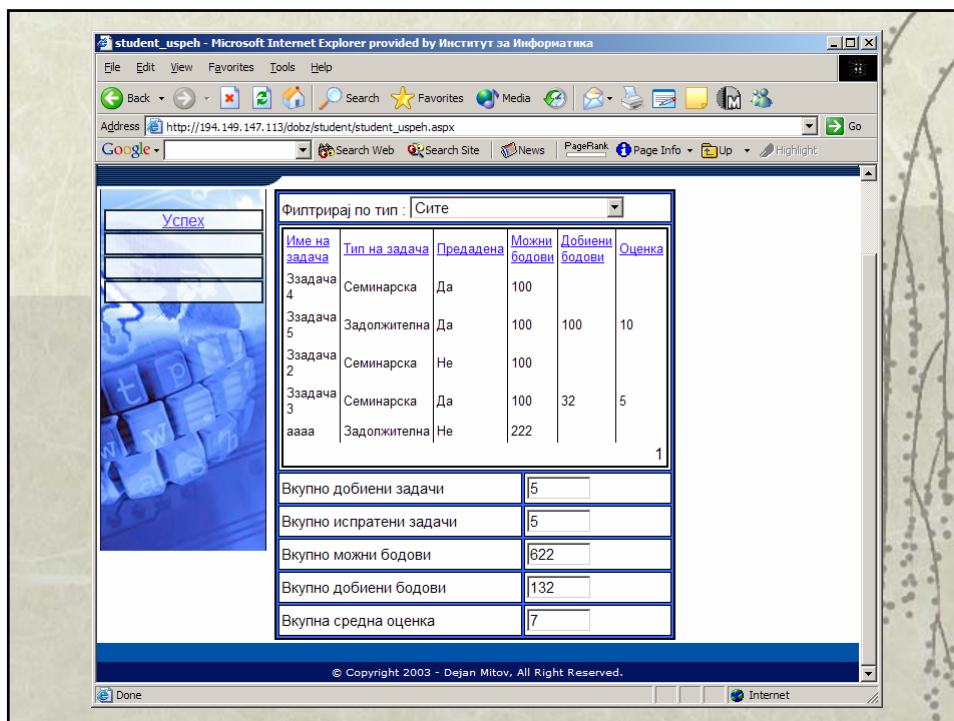 student_uspeh - Microsoft Internet Explorer provided by Институт за Информатика
File Edit View Favorites Tools Help
Back Search Favorites Media
Address http://194.149.147.113/dobz/student/student_uspeh.aspx Go
Google Search Web Search Site News PageRank Page Info Up Highlight
Успех
Филтрирај по тип : Сите
Име на задача Тип на задача Предадена Можни бодови Добиени бодови Оценка
Ззадача 4 Семинарска Да 100
Ззадача 5 Задолжителна Да 100 100 10
Ззадача 2 Семинарска Не 100
Ззадача 3 Семинарска Да 100 32 5
аааа Задолжителна Не 222
1
Вкупно добиени задачи 5
Вкупно испратени задачи 5
Вкупно можни бодови 622
Вкупно добиени бодови 132
Вкупна средна оценка 7
© Copyright 2003 - Dejan Mitov, All Right Reserved.
Done Internet